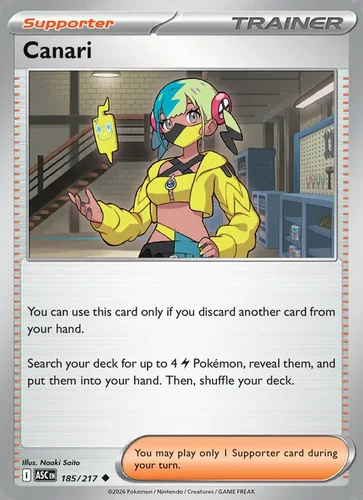 Supporter
TRAINER
Canari
You can use this card only if you discard another card from
your hand.
Search your deck for up to 4 Pokémon, reveal them, and
put them into your hand. Then, shuffle your deck.
Illus. Naoki Saito
You may play only 1 Supporter card during
your turn.
I ASC EN 185/217
©2026 Pokémon / Nintendo / Creatures / GAME FREAK